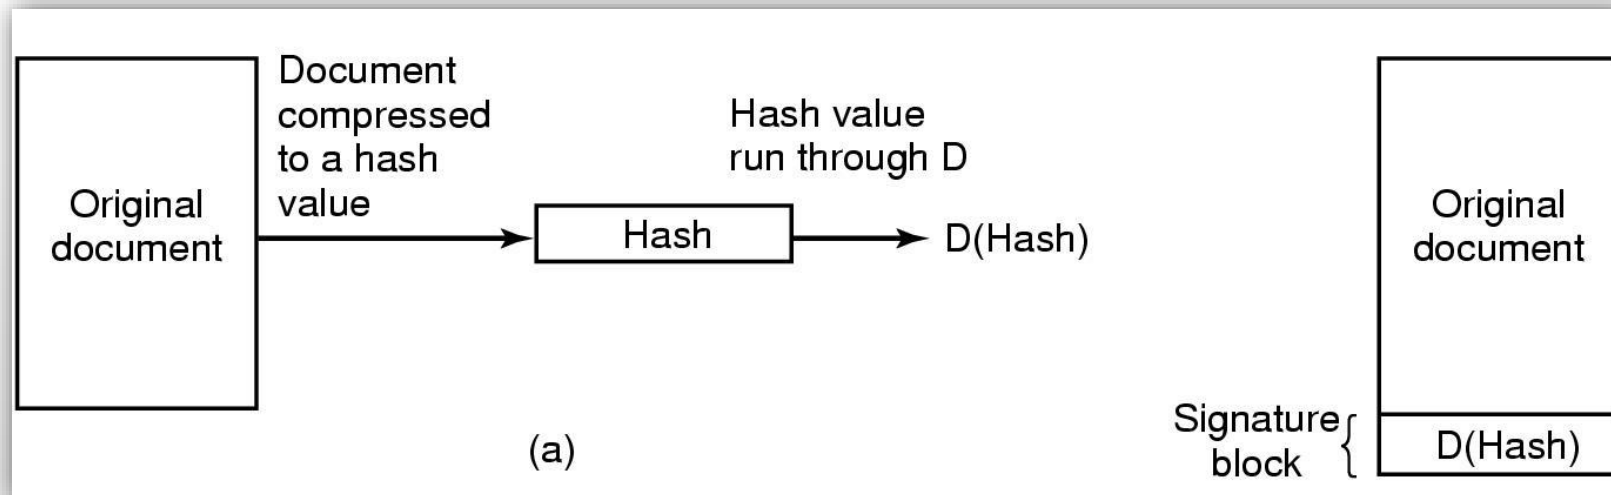 Original
document
Document
compressed
to a hash
value
Hash
Hash value
run through D
D(Hash)
(a)
Original
document
Signature
block
D(Hash)